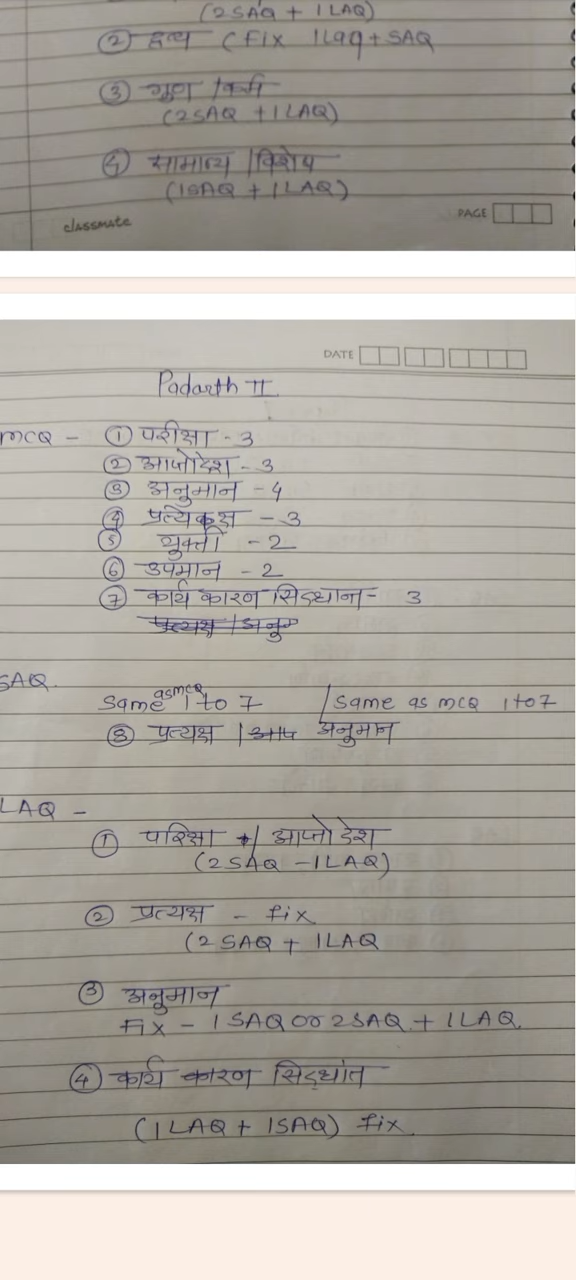 (2SAQ + 1LAQ)
② द्रव्य (FIX 1Laq + SAQ
③ गुण / कर्म
(2SAQ + 1LAQ)
④ सामान्य / विशेष
(1SAQ + 1LAQ)
classmate
PAGE
DATE
Padarth II
MCQ - ① परीक्षा - 3
② आप्तोदेश - 3
③ अनुमान - 4
④ प्रत्यक्ष - 3
⑤ युक्ती - 2
⑥ उपमान - 2
⑦ कार्य कारण सिद्धान - 3
प्रत्यक्ष / अनु
SAQ.
Same as mcq 1 to 7 / Same as mcq 1 to 7
⑧ प्रत्यक्ष / आप अनुमान
LAQ -
① परिक्षा / आप्तोदेश
(2SAQ - 1LAQ)
② प्रत्यक्ष - fix
(2SAQ + 1LAQ
③ अनुमान
Fix - 1SAQ or 2SAQ + 1LAQ.
④ कार्य कारण सिद्धांत
(1LAQ + 1SAQ) fix.